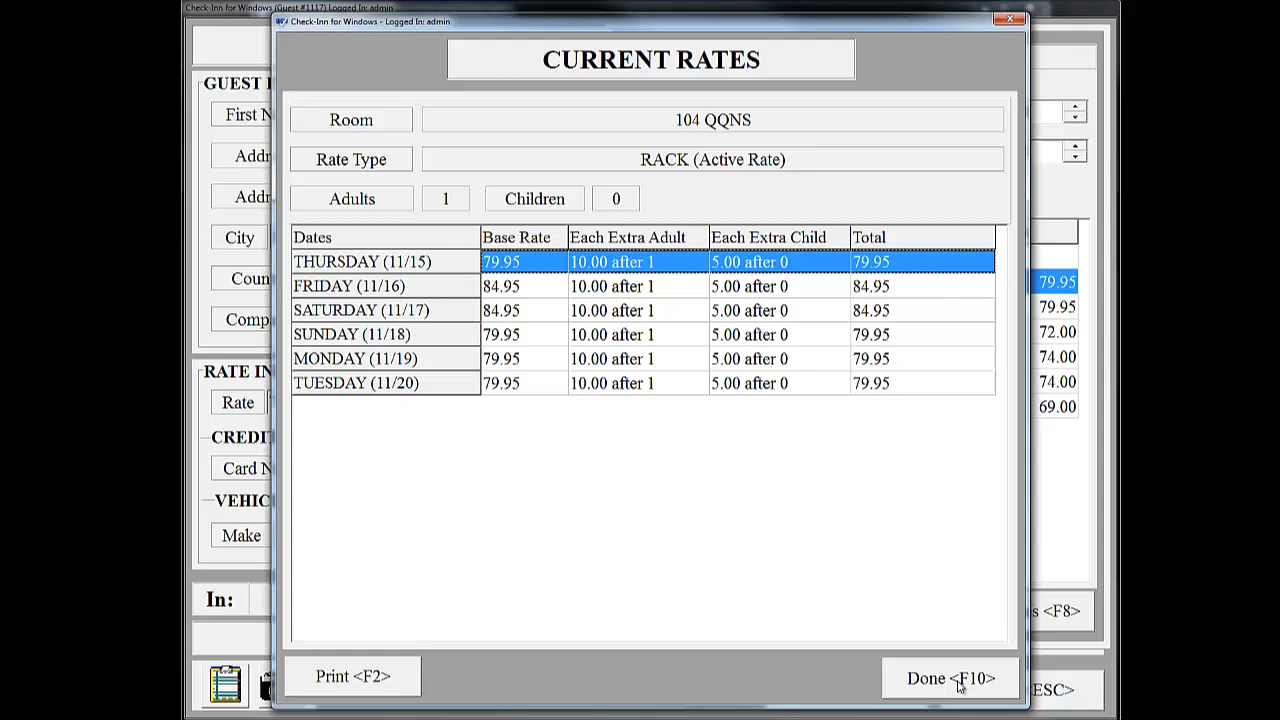 Check-Inn for Windows (Guest #1117) Logged In: admin
Check-Inn for Windows - Logged In: admin
CURRENT RATES
GUEST I
First N
Room 104 QQNS
Addr
Rate Type RACK (Active Rate)
Addr
Adults 1 Children 0
City
Dates Base Rate Each Extra Adult Each Extra Child Total
THURSDAY (11/15) 79.95 10.00 after 1 5.00 after 0 79.95
Coun
FRIDAY (11/16) 84.95 10.00 after 1 5.00 after 0 84.95
79.95
SATURDAY (11/17) 84.95 10.00 after 1 5.00 after 0 84.95
79.95
Comp
SUNDAY (11/18) 79.95 10.00 after 1 5.00 after 0 79.95
72.00
MONDAY (11/19) 79.95 10.00 after 1 5.00 after 0 79.95
74.00
RATE IN
TUESDAY (11/20) 79.95 10.00 after 1 5.00 after 0 79.95
74.00
Rate
69.00
CREDIT
Card N
VEHIC
Make
In:
s <F8>
Print <F2>
Done <F10>
ESC>